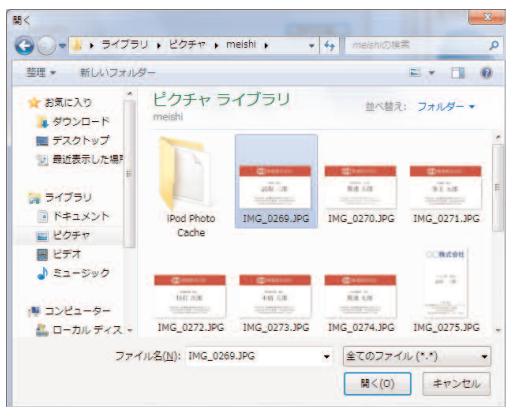 開く
ライブラリ ▸ ピクチャ ▸ meishi ▸
meishiの検索
整理 新しいフォルダー
お気に入り
ダウンロード
デスクトップ
最近表示した場所
ライブラリ
ドキュメント
ピクチャ
ビデオ
ミュージック
コンピューター
ローカル ディス
ピクチャ ライブラリ
meishi
並べ替え: フォルダー
iPod Photo
Cache
IMG_0269.JPG
IMG_0270.JPG
IMG_0271.JPG
○○株式会社
IMG_0272.JPG
IMG_0273.JPG
IMG_0274.JPG
IMG_0275.JPG
ファイル名(N): IMG_0269.JPG
全てのファイル (*.*)
開く(O)
キャンセル